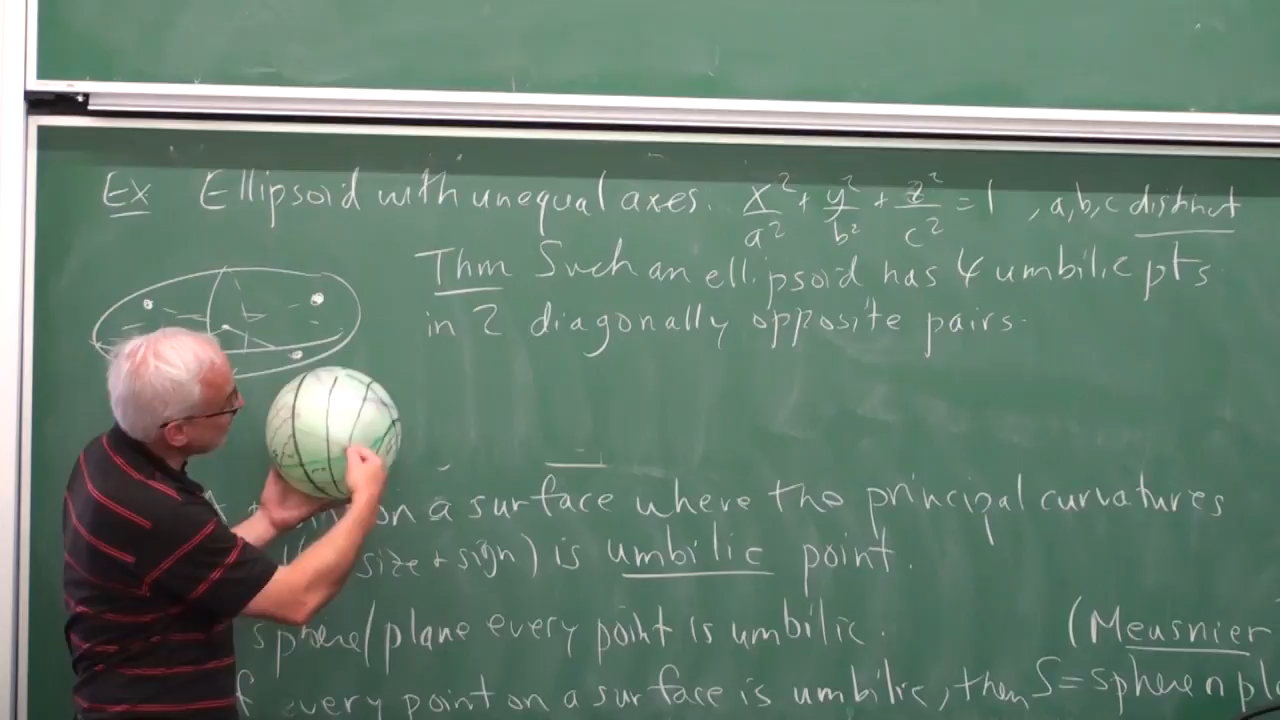 Ex Ellipsoid with unequal axes. x²/a² + y²/b² + z²/c² = 1, a,b,c distinct
Thm Such an ellipsoid has 4 umbilic pts
in 2 diagonally opposite pairs.
on a surface where the principal curvatures
size + sign) is umbilic point.
sphere/plane every point is umbilic.
(Meusnier
every point on a surface is umbilic, then S = sphere n pla